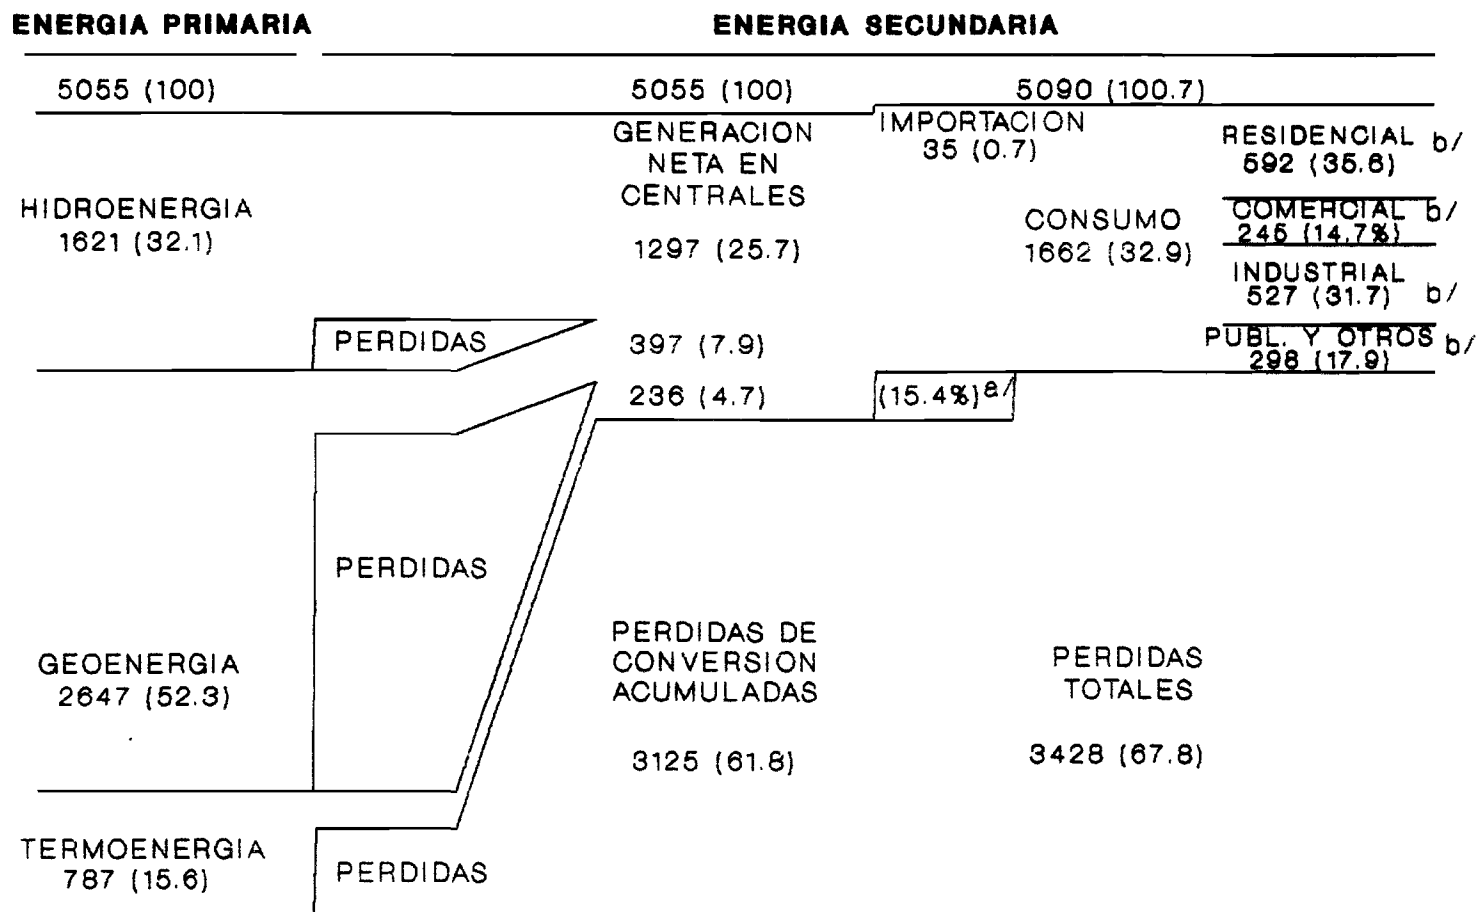 ENERGIA PRIMARIA
ENERGIA SECUNDARIA
5055 (100)
5055 (100)
5090 (100.7)
HIDROENERGIA
1621 (32.1)
GENERACION
NETA EN
CENTRALES
1297 (25.7)
IMPORTACION
35 (0.7)
CONSUMO
1662 (32.9)
RESIDENCIAL b/
592 (35.6)
COMERCIAL b/
245 (14.7%)
INDUSTRIAL
527 (31.7) b/
PUBL. Y OTROS b/
298 (17.9)
PERDIDAS
397 (7.9)
236 (4.7)
(15.4%) a/
PERDIDAS
GEOENERGIA
2647 (52.3)
PERDIDAS DE
CONVERSION
ACUMULADAS
3125 (61.8)
PERDIDAS
TOTALES
3428 (67.8)
TERMOENERGIA
787 (15.6)
PERDIDAS